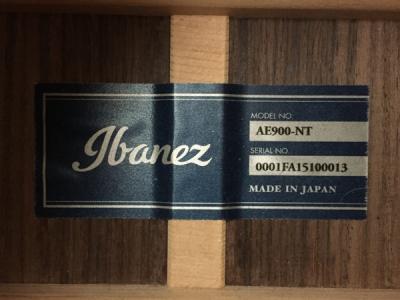 Ibanez
MODEL NO.
AE900-NT
SERIAL NO.
0001FA15100013
MADE IN JAPAN